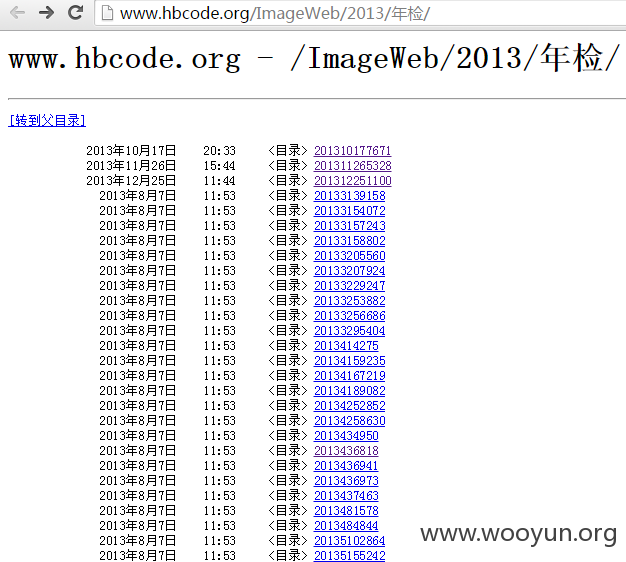 www.hbcode.org/ImageWeb/2013/年检/
www.hbcode.org - /ImageWeb/2013/年检/
[转到父目录]
2013年10月17日 20:33 <目录> 201310177671
2013年11月26日 15:44 <目录> 201311265328
2013年12月25日 11:44 <目录> 201312251100
2013年8月7日 11:53 <目录> 20133139158
2013年8月7日 11:53 <目录> 20133154072
2013年8月7日 11:53 <目录> 20133157243
2013年8月7日 11:53 <目录> 20133158802
2013年8月7日 11:53 <目录> 20133205560
2013年8月7日 11:53 <目录> 20133207924
2013年8月7日 11:53 <目录> 20133229247
2013年8月7日 11:53 <目录> 20133253882
2013年8月7日 11:53 <目录> 20133256686
2013年8月7日 11:53 <目录> 20133295404
2013年8月7日 11:53 <目录> 2013414275
2013年8月7日 11:53 <目录> 20134159235
2013年8月7日 11:53 <目录> 20134167219
2013年8月7日 11:53 <目录> 20134189082
2013年8月7日 11:53 <目录> 20134252852
2013年8月7日 11:53 <目录> 20134258630
2013年8月7日 11:53 <目录> 2013434950
2013年8月7日 11:53 <目录> 2013436818
2013年8月7日 11:53 <目录> 2013436941
2013年8月7日 11:53 <目录> 2013436973
2013年8月7日 11:53 <目录> 2013437463
2013年8月7日 11:53 <目录> 2013481578
2013年8月7日 11:53 <目录> 2013484844
2013年8月7日 11:53 <目录> 20135102864
2013年8月7日 11:53 <目录> 20135155242
www.wooyun.org